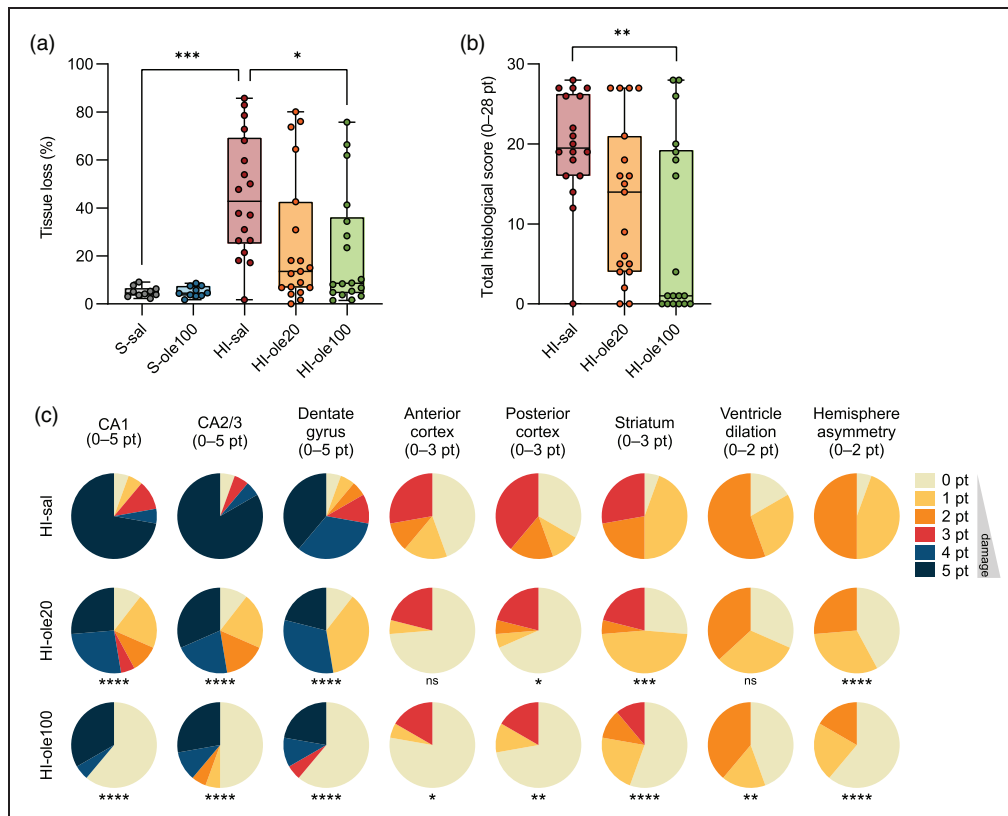 (a)
***
*
Tissue loss (%)
100
80
60
40
20
0
S-sal
S-ole100
HI-sal
HI-ole20
HI-ole100
(b)
**
Total histological score (0–28 pt)
30
20
10
0
HI-sal
HI-ole20
HI-ole100
(c)
CA1
(0–5 pt)
CA2/3
(0–5 pt)
Dentate
gyrus
(0–5 pt)
Anterior
cortex
(0–3 pt)
Posterior
cortex
(0–3 pt)
Striatum
(0–3 pt)
Ventricle
dilation
(0–2 pt)
Hemisphere
asymmetry
(0–2 pt)
HI-sal
0 pt
1 pt
2 pt
3 pt
4 pt
5 pt
damage
HI-ole20
****
****
****
ns
*
***
ns
****
HI-ole100
****
****
****
*
**
****
**
****